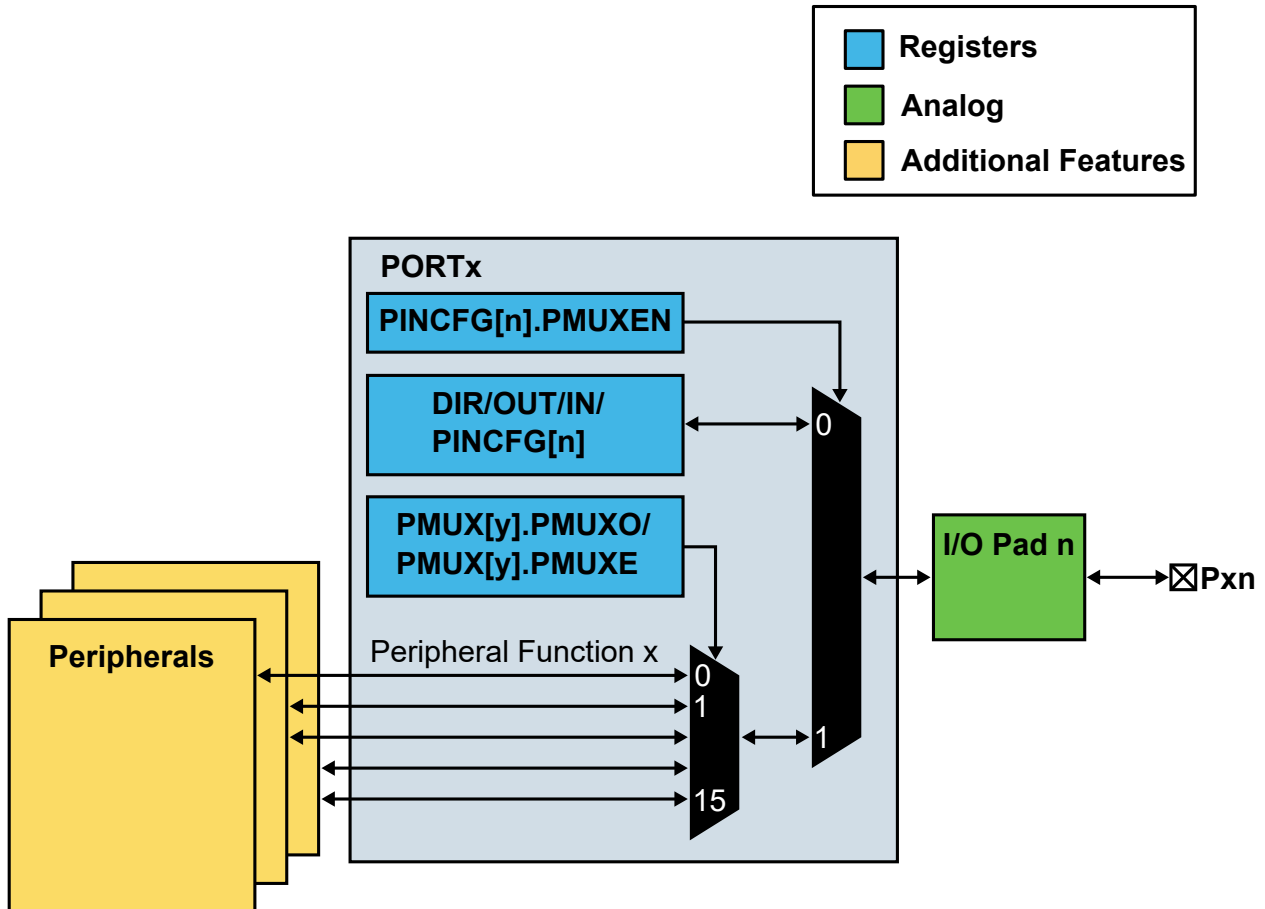 Registers
Analog
Additional Features
PORTx
PINCFG[n].PMUXEN
DIR/OUT/IN/
PINCFG[n]
0
PMUX[y].PMUXO/
PMUX[y].PMUXE
I/O Pad n
Pxn
Peripherals
Peripheral Function x
0
1
1
15